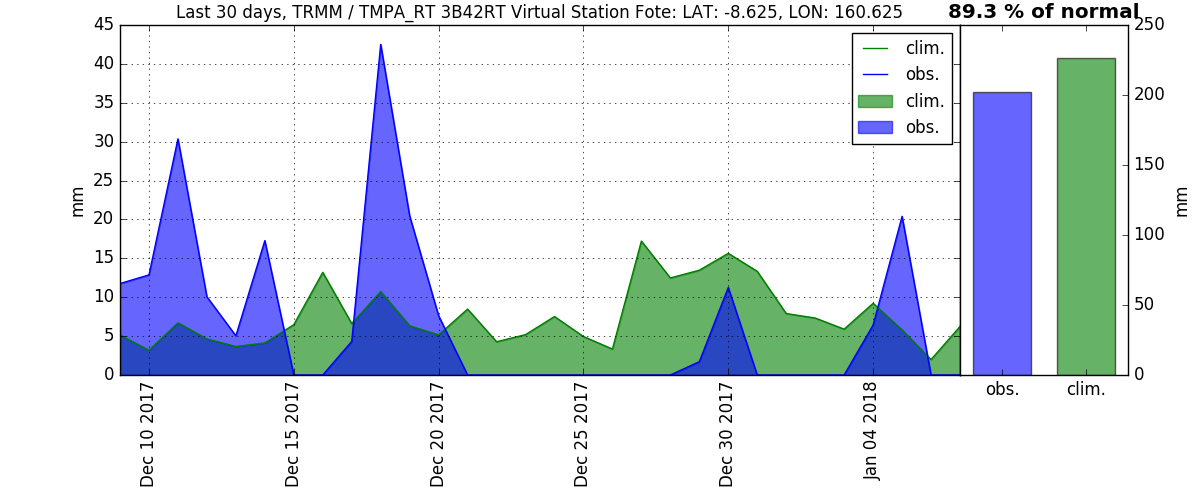 Last 30 days, TRMM / TMPA_RT 3B42RT Virtual Station Fote: LAT: -8.625, LON: 160.625
89.3 % of normal
45
40
35
30
25
20
15
10
5
0
mm
clim.
obs.
clim.
obs.
250
200
150
100
50
0
mm
obs.
clim.
Dec 10 2017
Dec 15 2017
Dec 20 2017
Dec 25 2017
Dec 30 2017
Jan 04 2018